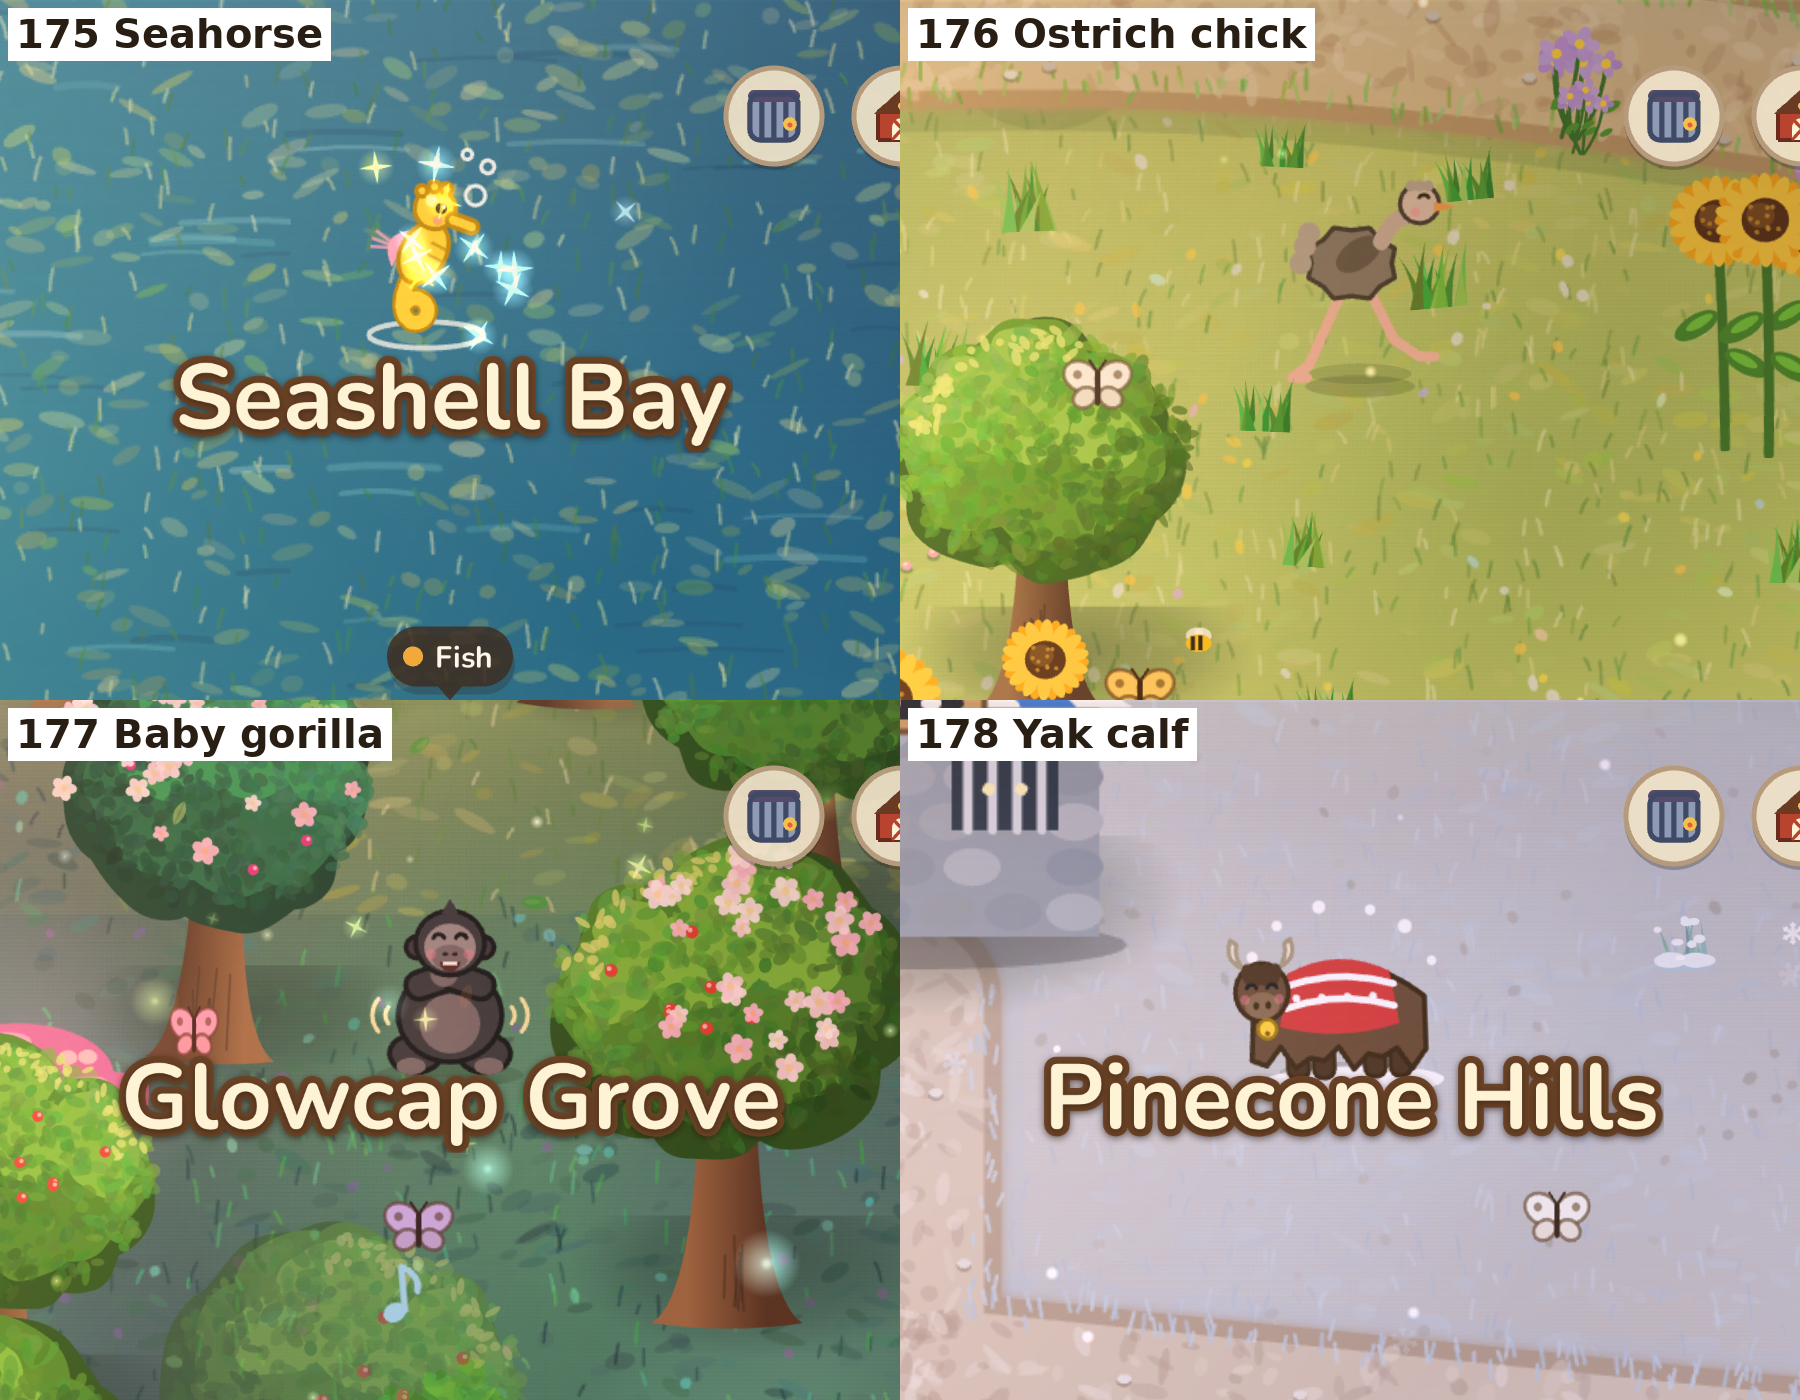 175 Seahorse
176 Ostrich chick
Seashell Bay
Fish
177 Baby gorilla
178 Yak calf
Glowcap Grove
Pinecone Hills